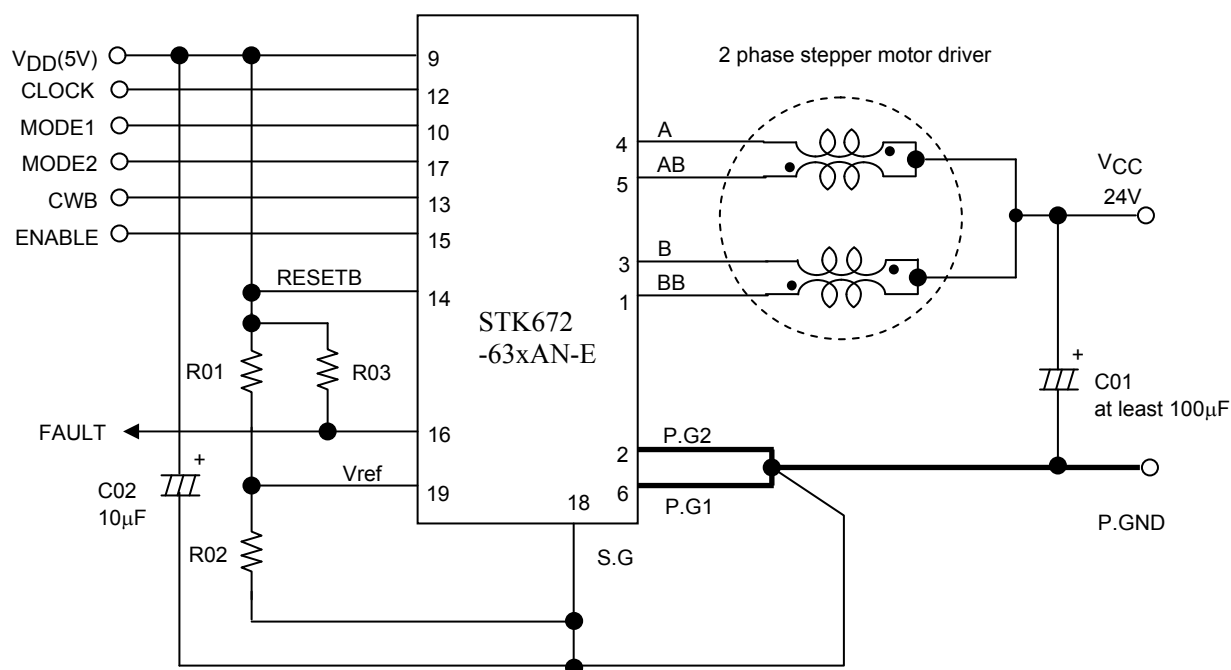 2 phase stepper motor driver
VDD(5V)
CLOCK
MODE1
MODE2
CWB
ENABLE
9
12
10
17
13
15
RESETB
14
STK672
-63xAN-E
R01
R03
FAULT
16
Vref
19
C02
10μF
+
R02
18
S.G
4
A
5
AB
3
B
1
BB
2
P.G2
6
P.G1
VCC
24V
+
C01
at least 100μF
P.GND